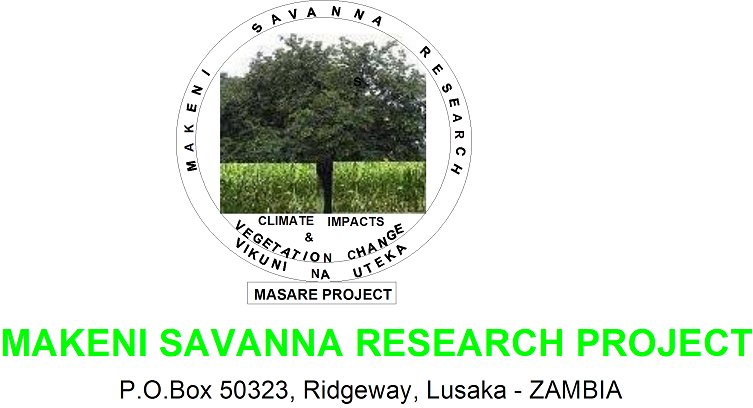 MAKENI SAVANNA RESEARCH
S
CLIMATE IMPACTS
&
VEGETATION CHANGE
VIKUNI NA UTEKA
MASARE PROJECT
MAKENI SAVANNA RESEARCH PROJECT
P.O.Box 50323, Ridgeway, Lusaka - ZAMBIA